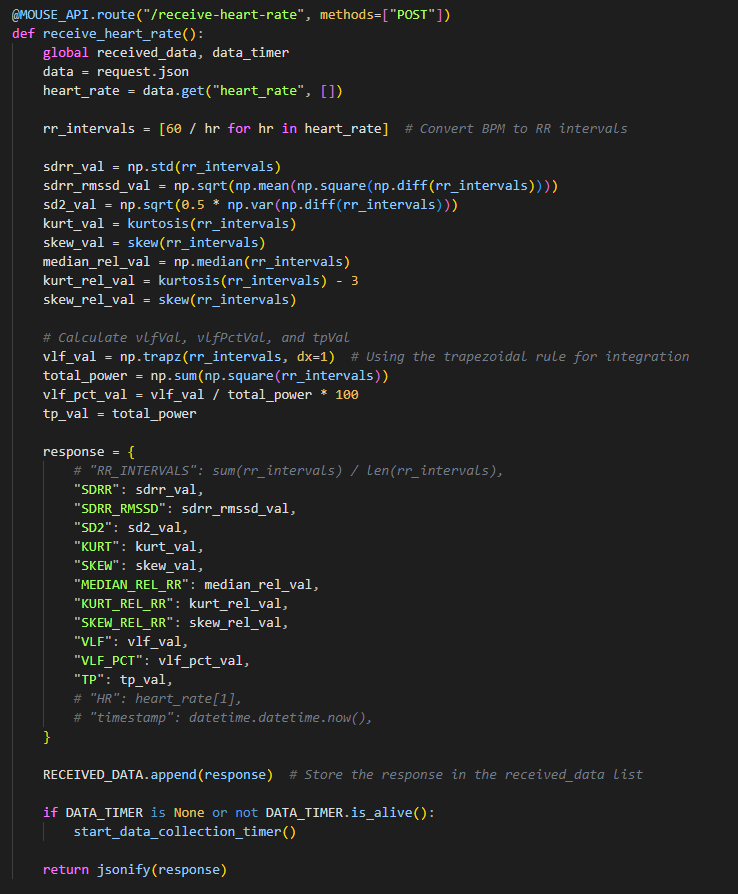 @MOUSE_API.route("/receive-heart-rate", methods=["POST"])
def receive_heart_rate():
    global received_data, data_timer
    data = request.json
    heart_rate = data.get("heart_rate", [])

    rr_intervals = [60 / hr for hr in heart_rate]  # Convert BPM to RR intervals

    sdrr_val = np.std(rr_intervals)
    sdrr_rmssd_val = np.sqrt(np.mean(np.square(np.diff(rr_intervals))))
    sd2_val = np.sqrt(0.5 * np.var(np.diff(rr_intervals)))
    kurt_val = kurtosis(rr_intervals)
    skew_val = skew(rr_intervals)
    median_rel_val = np.median(rr_intervals)
    kurt_rel_val = kurtosis(rr_intervals) - 3
    skew_rel_val = skew(rr_intervals)

    # Calculate vlfVal, vlfPctVal, and tpVal
    vlf_val = np.trapz(rr_intervals, dx=1)  # Using the trapezoidal rule for integration
    total_power = np.sum(np.square(rr_intervals))
    vlf_pct_val = vlf_val / total_power * 100
    tp_val = total_power

    response = {
        # "RR_INTERVALS": sum(rr_intervals) / len(rr_intervals),
        "SDRR": sdrr_val,
        "SDRR_RMSSD": sdrr_rmssd_val,
        "SD2": sd2_val,
        "KURT": kurt_val,
        "SKEW": skew_val,
        "MEDIAN_REL_RR": median_rel_val,
        "KURT_REL_RR": kurt_rel_val,
        "SKEW_REL_RR": skew_rel_val,
        "VLF": vlf_val,
        "VLF_PCT": vlf_pct_val,
        "TP": tp_val,
        # "HR": heart_rate[1],
        # "timestamp": datetime.datetime.now(),
    }

    RECEIVED_DATA.append(response)  # Store the response in the received_data list

    if DATA_TIMER is None or not DATA_TIMER.is_alive():
        start_data_collection_timer()

    return jsonify(response)